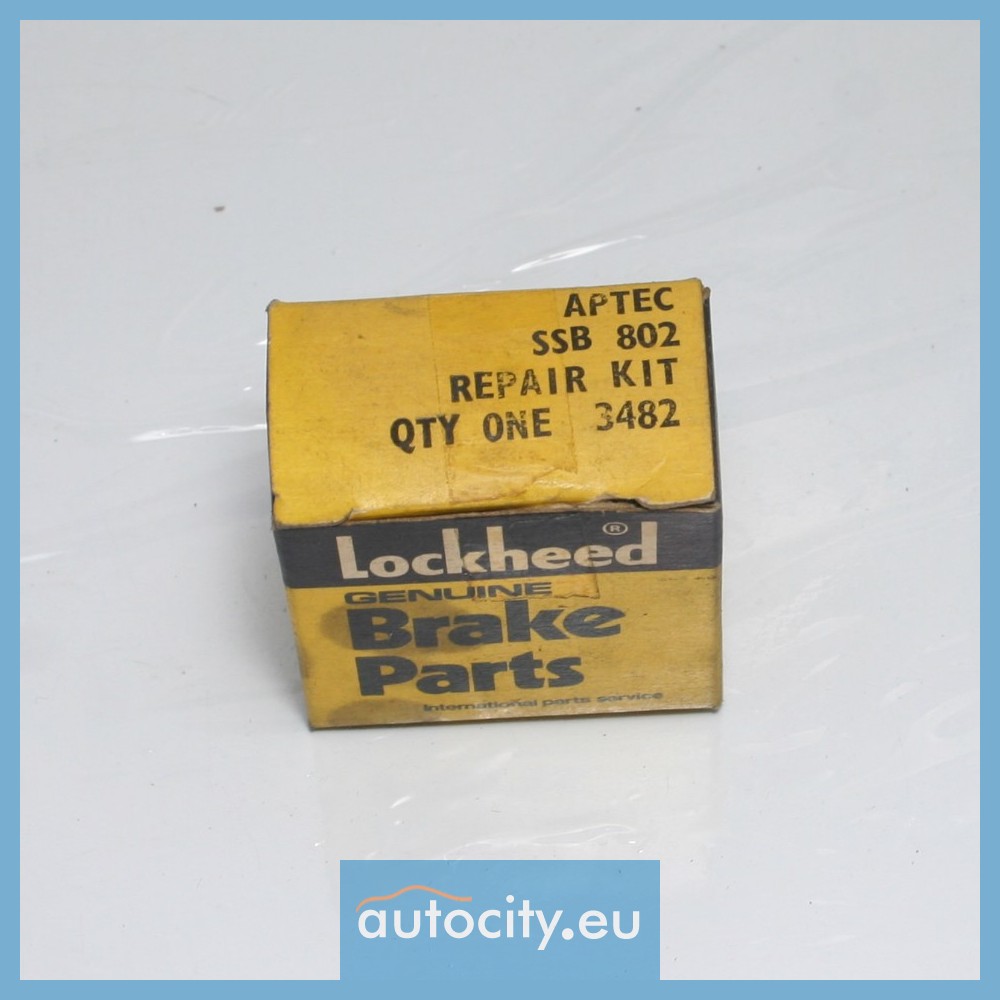 APTEC
SSB 802
REPAIR KIT
QTY ONE 3482
Lockheed®
GENUINE
Brake
Parts
International parts service
autocity.eu